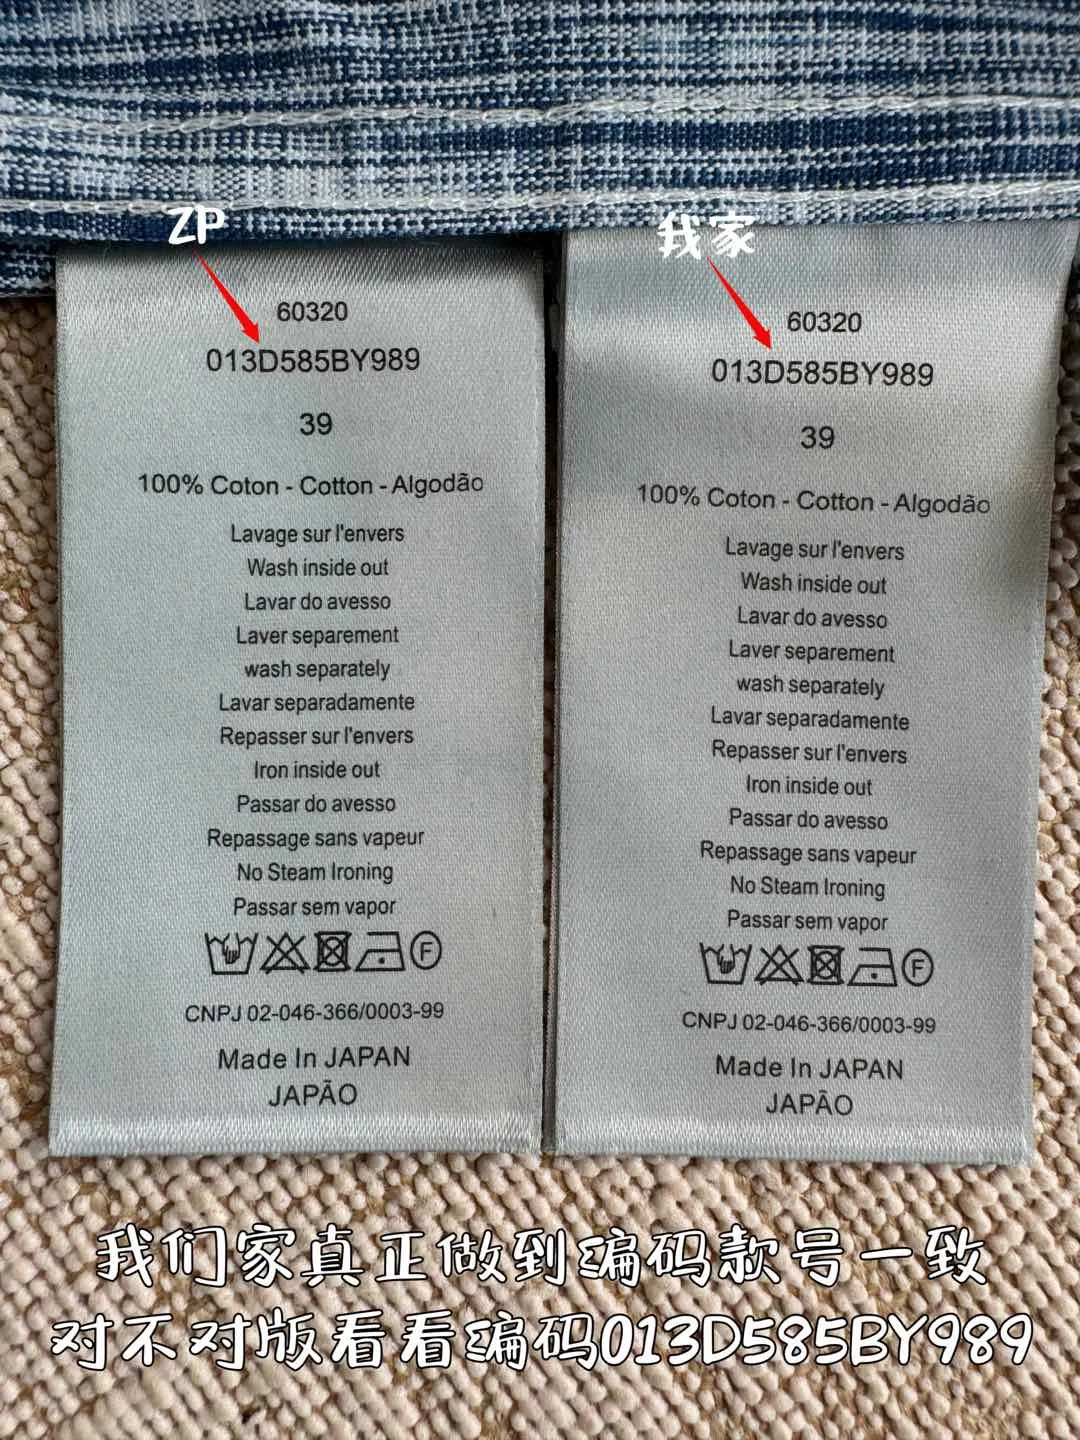 ZP
60320
013D585BY989
39
100% Coton - Cotton - Algodão
Lavage sur l'envers
Wash inside out
Lavar do avesso
Laver separement
wash separately
Lavar separadamente
Repasser sur l'envers
Iron inside out
Passar do avesso
Repassage sans vapeur
No Steam Ironing
Passar sem vapor
F
CNPJ 02-046-366/0003-99
Made In JAPAN
JAPÃO
我家
60320
013D585BY989
39
100% Coton - Cotton - Algodão
Lavage sur l'envers
Wash inside out
Lavar do avesso
Laver separement
wash separately
Lavar separadamente
Repasser sur l'envers
Iron inside out
Passar do avesso
Repassage sans vapeur
No Steam Ironing
Passar sem vapor
F
CNPJ 02-046-366/0003-99
Made In JAPAN
JAPÃO
我们家真正做到编码款号一致
对不对版看看编码013D585BY989